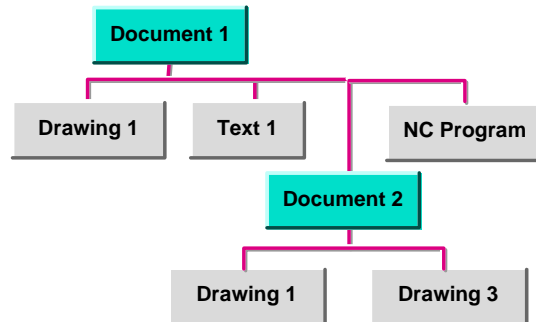 Document 1
Drawing 1
Text 1
NC Program
Document 2
Drawing 1
Drawing 3